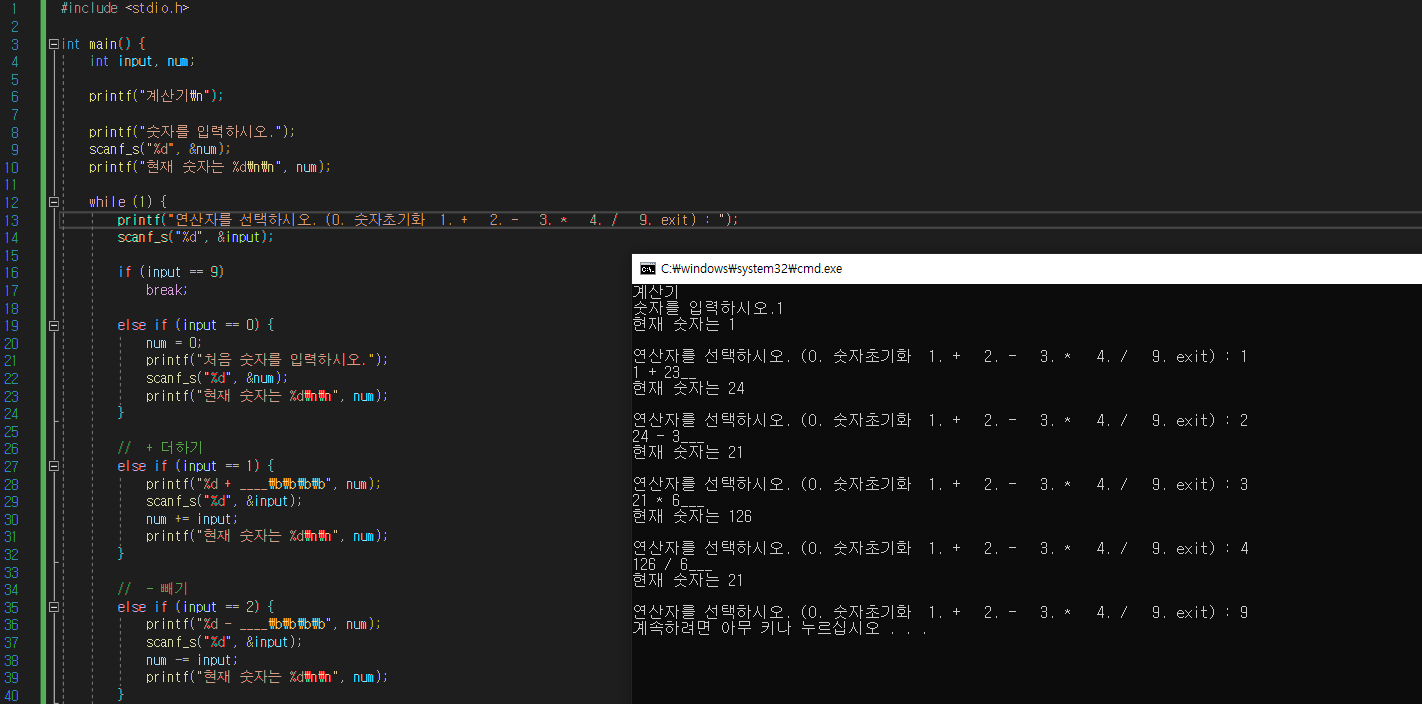 1 #include <stdio.h>
2
3 int main() {
4 int input, num;
5
6 printf("계산기₩n");
7
8 printf("숫자를 입력하시오.");
9 scanf_s("%d", &num);
10 printf("현재 숫자는 %d₩n₩n", num);
11
12 while (1) {
13 printf("연산자를 선택하시오. (0. 숫자초기화  1. +   2. -   3. *   4. /   9. exit) : ");
14 scanf_s("%d", &input);
15
16 if (input == 9)
17 break;
18
19 else if (input == 0) {
20 num = 0;
21 printf("처음 숫자를 입력하시오.");
22 scanf_s("%d", &num);
23 printf("현재 숫자는 %d₩n₩n", num);
24 }
25
26 //  + 더하기
27 else if (input == 1) {
28 printf("%d + ____₩b₩b₩b₩b", num);
29 scanf_s("%d", &input);
30 num += input;
31 printf("현재 숫자는 %d₩n₩n", num);
32 }
33
34 //  - 빼기
35 else if (input == 2) {
36 printf("%d - ____₩b₩b₩b₩b", num);
37 scanf_s("%d", &input);
38 num -= input;
39 printf("현재 숫자는 %d₩n₩n", num);
40 }
C:₩windows₩system32₩cmd.exe
계산기
숫자를 입력하시오.1
현재 숫자는 1
연산자를 선택하시오. (0. 숫자초기화  1. +   2. -   3. *   4. /   9. exit) : 1
1 + 23__
현재 숫자는 24
연산자를 선택하시오. (0. 숫자초기화  1. +   2. -   3. *   4. /   9. exit) : 2
24 - 3___
현재 숫자는 21
연산자를 선택하시오. (0. 숫자초기화  1. +   2. -   3. *   4. /   9. exit) : 3
21 * 6___
현재 숫자는 126
연산자를 선택하시오. (0. 숫자초기화  1. +   2. -   3. *   4. /   9. exit) : 4
126 / 6___
현재 숫자는 21
연산자를 선택하시오. (0. 숫자초기화  1. +   2. -   3. *   4. /   9. exit) : 9
계속하려면 아무 키나 누르십시오 . . .